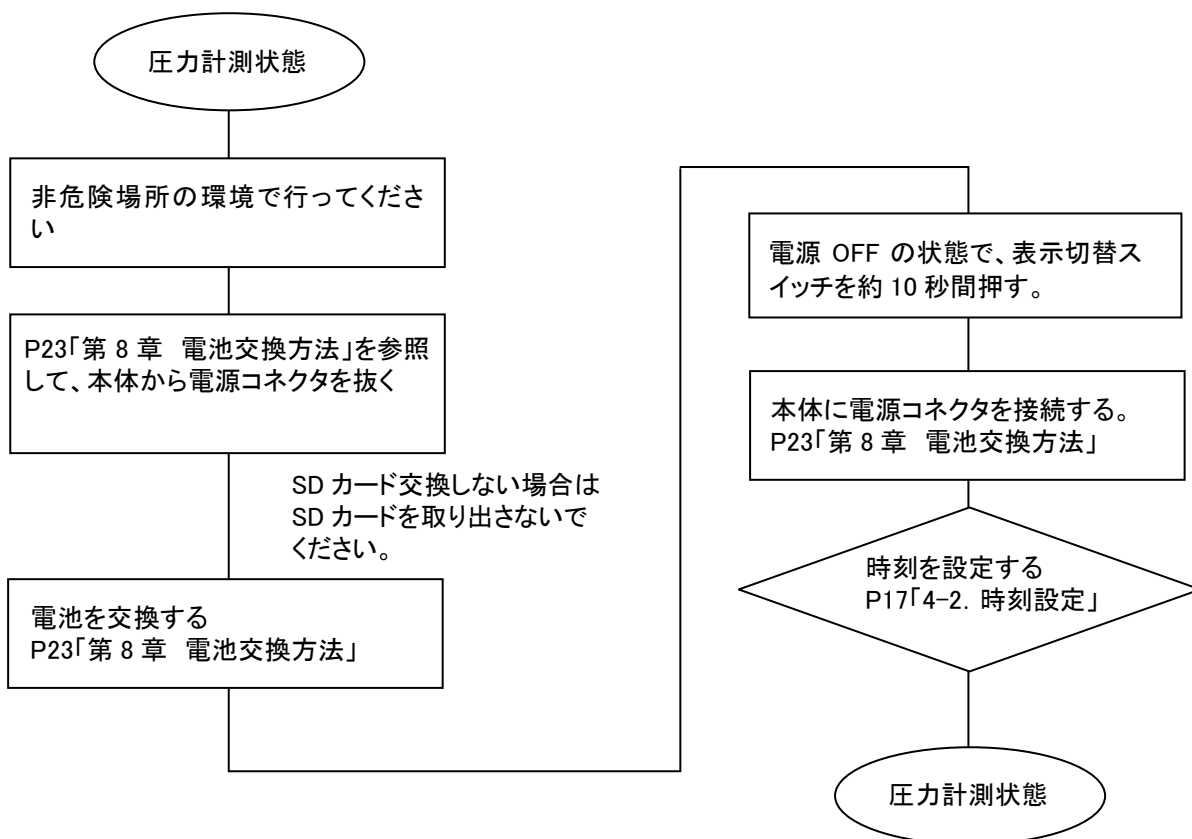 圧力計測状態
非危険場所の環境で行ってくださ
い
P23「第 8 章 電池交換方法」を参照
して、本体から電源コネクタを抜く
SD カード交換しない場合は
SD カードを取り出さないで
ください。
電池を交換する
P23「第 8 章 電池交換方法」
電源 OFF の状態で、表示切替ス
イッチを約 10 秒間押す。
本体に電源コネクタを接続する。
P23「第 8 章 電池交換方法」
時刻を設定する
P17「4-2. 時刻設定」
圧力計測状態